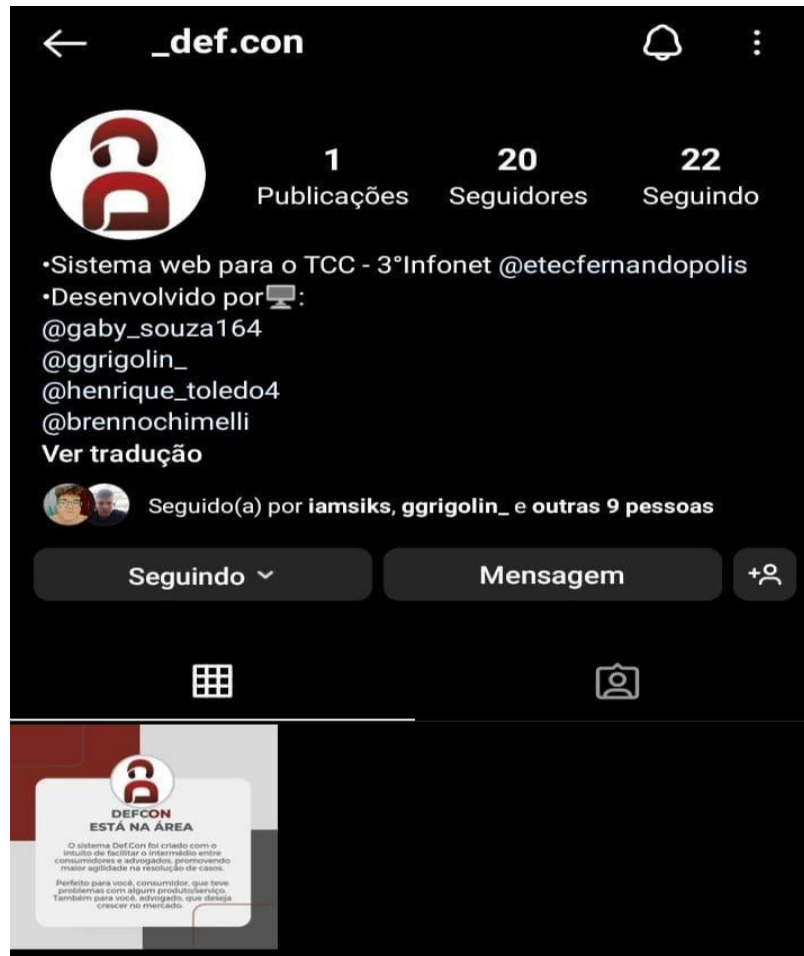 _def.con
1
20
22
Publicações
Seguidores
Seguindo
•Sistema web para o TCC - 3°Infonet @etecfernandopolis
•Desenvolvido por🖥️:
@gaby_souza164
@ggrigolin_
@henrique_toledo4
@brennochimelli
Ver tradução
Seguido(a) por iamsiks, ggrigolin_ e outras 9 pessoas
Seguindo
Mensagem
DEFCON
ESTÁ NA ÁREA
O sistema Def.Con foi criado com o
intuito de facilitar o intermédio entre
consumidores e advogados, promovendo
maior agilidade na resolução de casos.
Perfeito para você, consumidor, que teve
problemas com algum produto/serviço.
Também para você, advogado, que deseja
crescer no mercado.